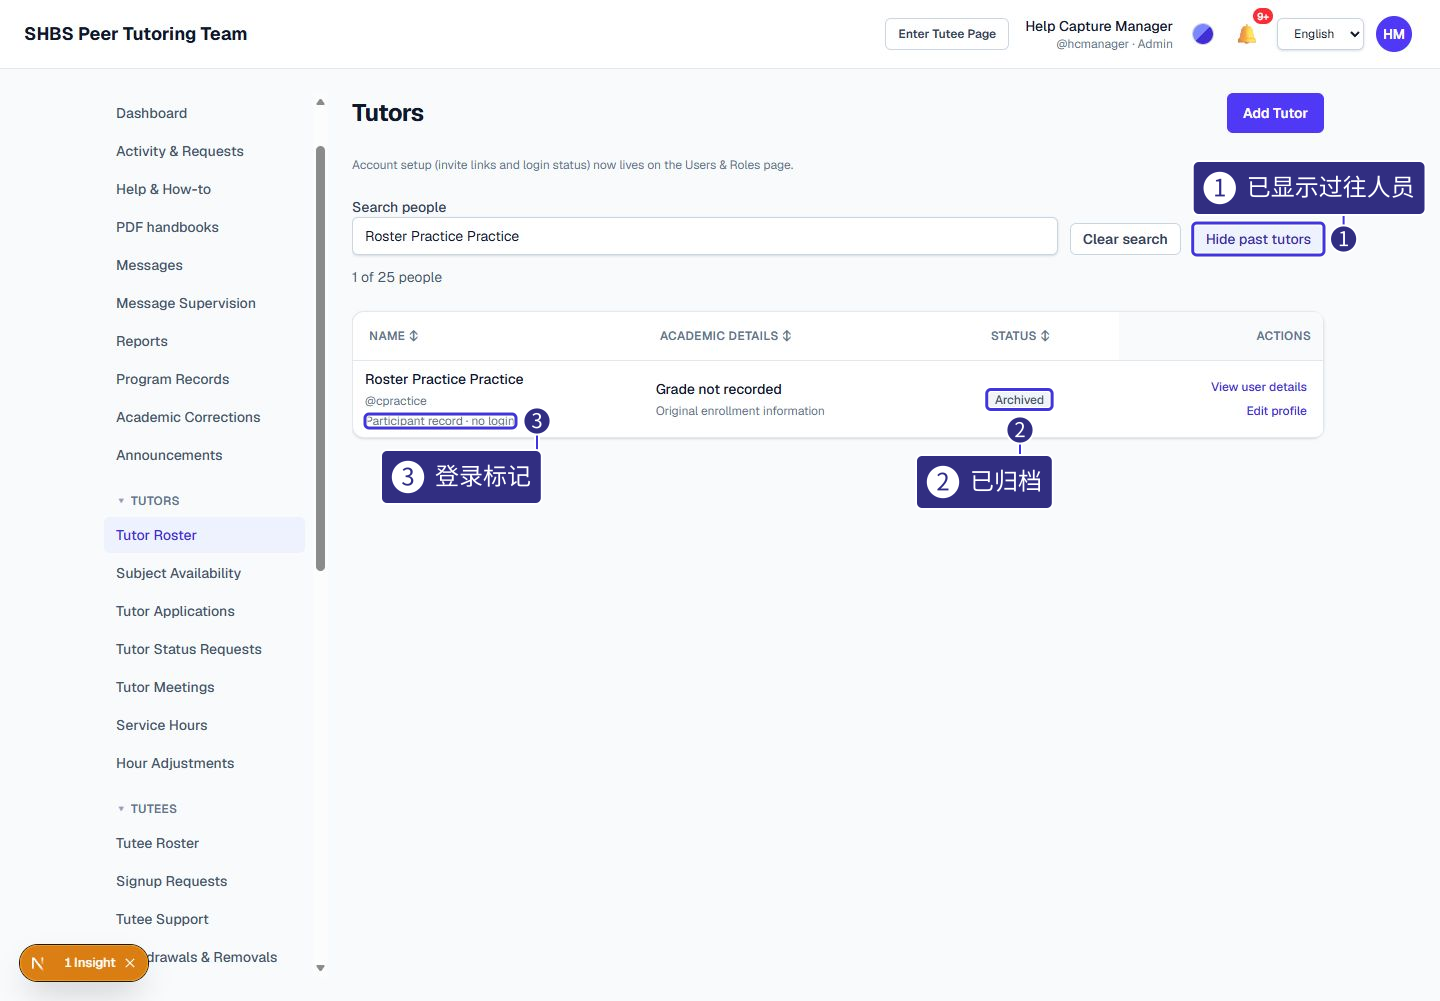 SHBS Peer Tutoring Team
Enter Tutee Page
Help Capture Manager
@hcmanager · Admin
9+
English
HM
Dashboard
Activity & Requests
Help & How-to
PDF handbooks
Messages
Message Supervision
Reports
Program Records
Academic Corrections
Announcements
TUTORS
Tutor Roster
Subject Availability
Tutor Applications
Tutor Status Requests
Tutor Meetings
Service Hours
Hour Adjustments
TUTEES
Tutee Roster
Signup Requests
Tutee Support
drawals & Removals
1 Insight
Tutors
Add Tutor
Account setup (invite links and login status) now lives on the Users & Roles page.
1 已显示过往人员
Search people
Roster Practice Practice
Clear search
Hide past tutors
1
1 of 25 people
NAME
ACADEMIC DETAILS
STATUS
ACTIONS
Roster Practice Practice
@cpractice
Participant record · no login
3
Grade not recorded
Original enrollment information
Archived
2
View user details
Edit profile
3 登录标记
2 已归档